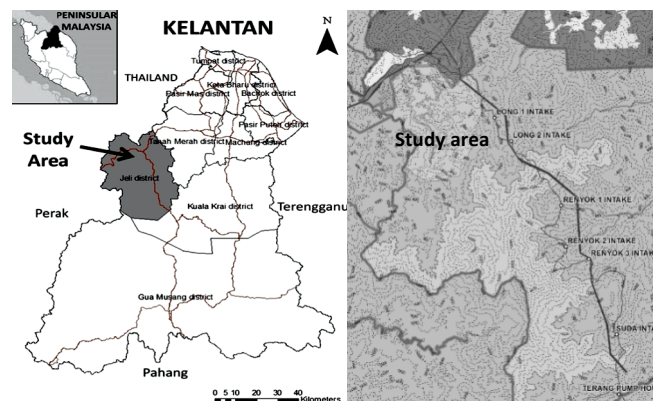 PENINSULAR
MALAYSIA
KELANTAN
N
THAILAND
Tumpat district
Kota Bharu district
Pasir Mas district
Bachok district
Pasir Puteh district
Tanah Merah district
Machang district
Study
Area
Jeli district
Kuala Krai district
Perak
Terengganu
Gua Musang district
Pahang
0 5 10 20 30 40
Kilometers
Study area
LONG 1 INTAKE
LONG 2 INTAKE
RENYOK 1 INTAKE
RENYOK 2 INTAKE
RENYOK 3 INTAK
SUDA INTA
TERANG PUMP HO